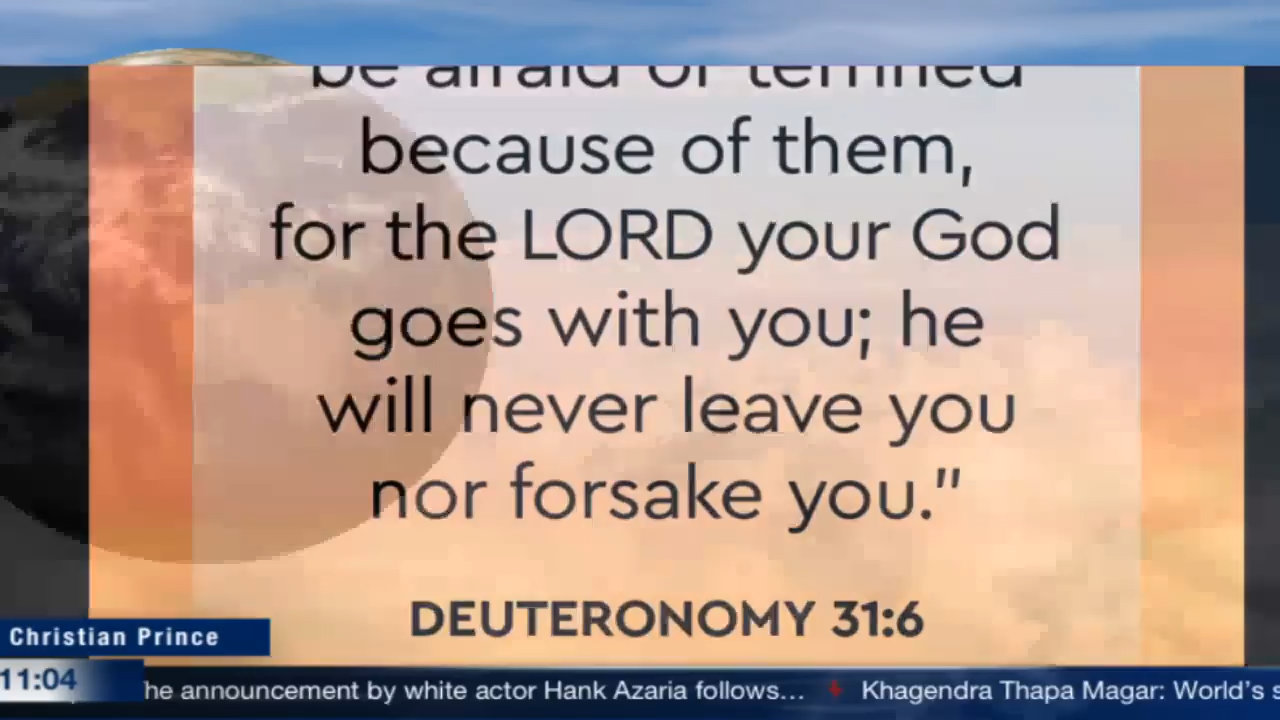 be afraid or terrified
because of them,
for the LORD your God
goes with you; he
will never leave you
nor forsake you.”
DEUTERONOMY 31:6
Christian Prince
11:04
he announcement by white actor Hank Azaria follows... Khagendra Thapa Magar: World's s